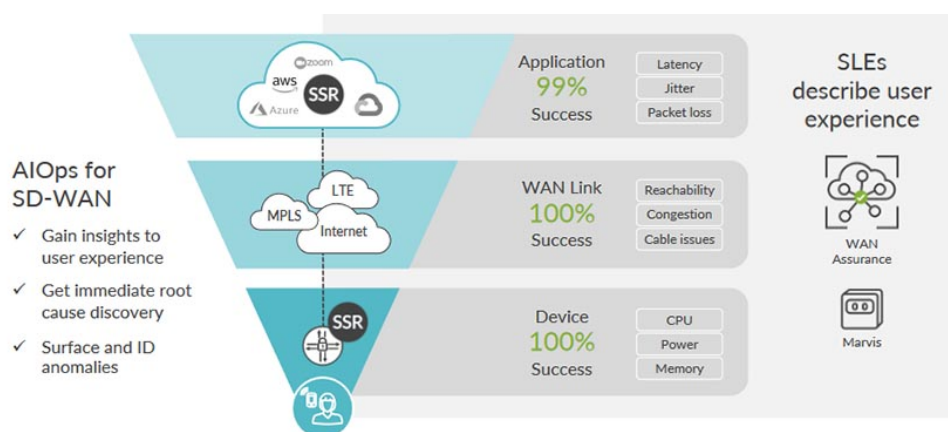 AIOps for
SD-WAN
✓ Gain insights to
user experience
✓ Get immediate root
cause discovery
✓ Surface and ID
anomalies
zoom
aws
SSR
Azure
Application
99%
Success
Latency
Jitter
Packet loss
LTE
MPLS
Internet
WAN Link
100%
Success
Reachability
Congestion
Cable issues
SSR
Device
100%
Success
CPU
Power
Memory
SLEs
describe user
experience
WAN
Assurance
Marvis